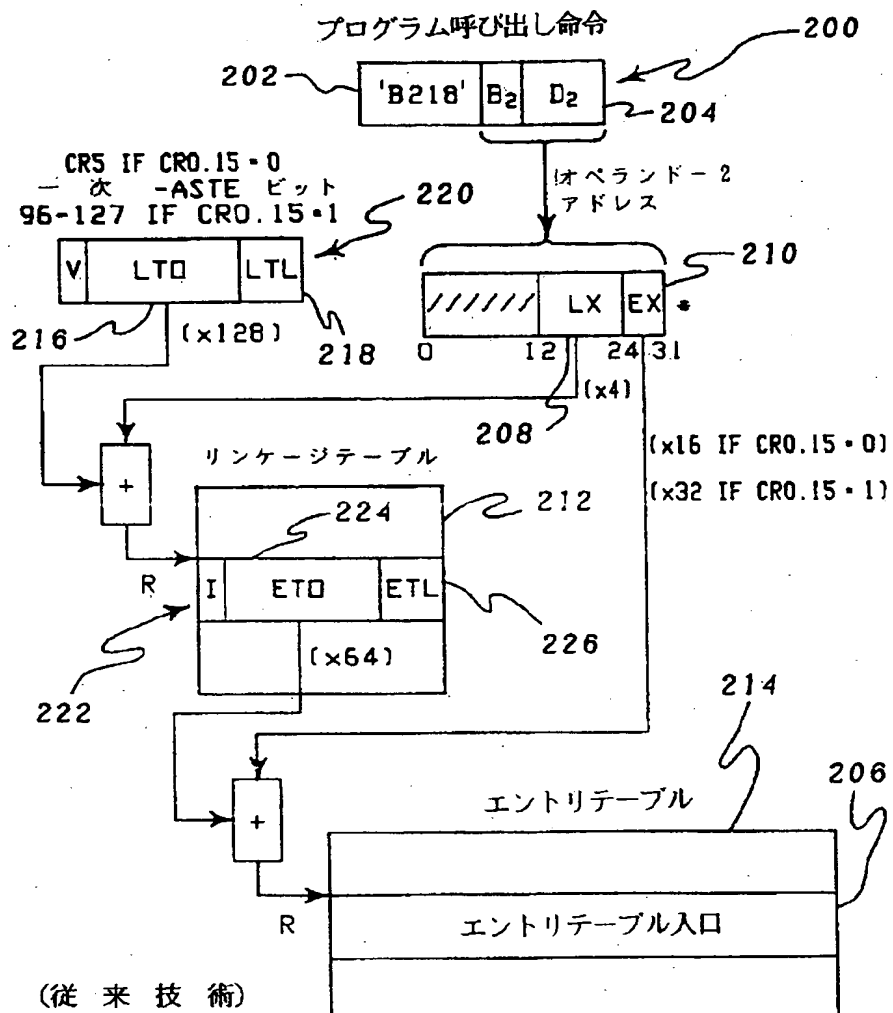 プログラム呼び出し命令
200
202
'B218' B2 D2
204
CR5 IF CR0.15=0
一次 -ASTE ビット
96-127 IF CR0.15=1
220
オペランド-2
アドレス
V LTO LTL
210
////// LX EX *
216
(x128)
218
0 12 24 31
208
(x4)
(x16 IF CR0.15=0)
(x32 IF CR0.15=1)
+
リンケージテーブル
212
224
R
I ETO ETL
226
(x64)
222
214
206
エントリテーブル
+
R
エントリテーブル入口
(従来技術)